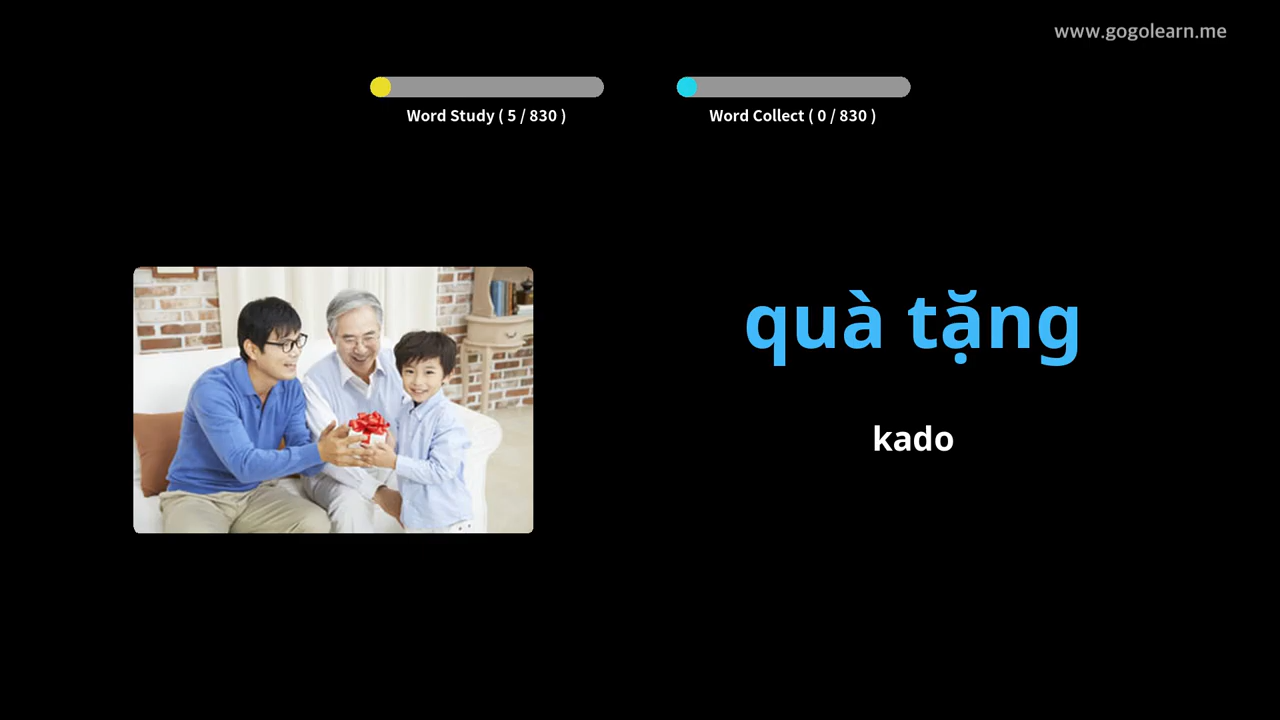 www.gogolearn.me
Word Study ( 5 / 830 )
Word Collect ( 0 / 830 )
quà tặng
kado